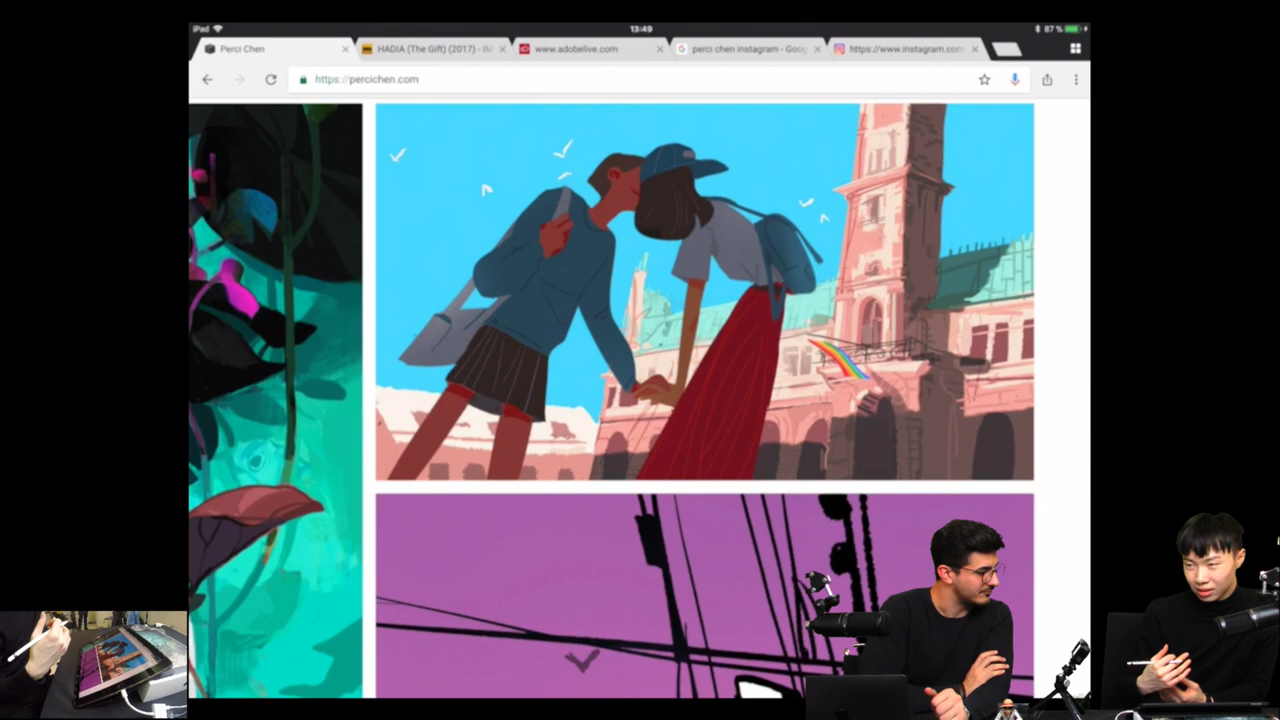 iPad 13:49 87 %
Perci Chen HADIA (The Gift) (2017) - IM www.adobelive.com perci chen instagram - Goog https://www.instagram.com
https://percichen.com